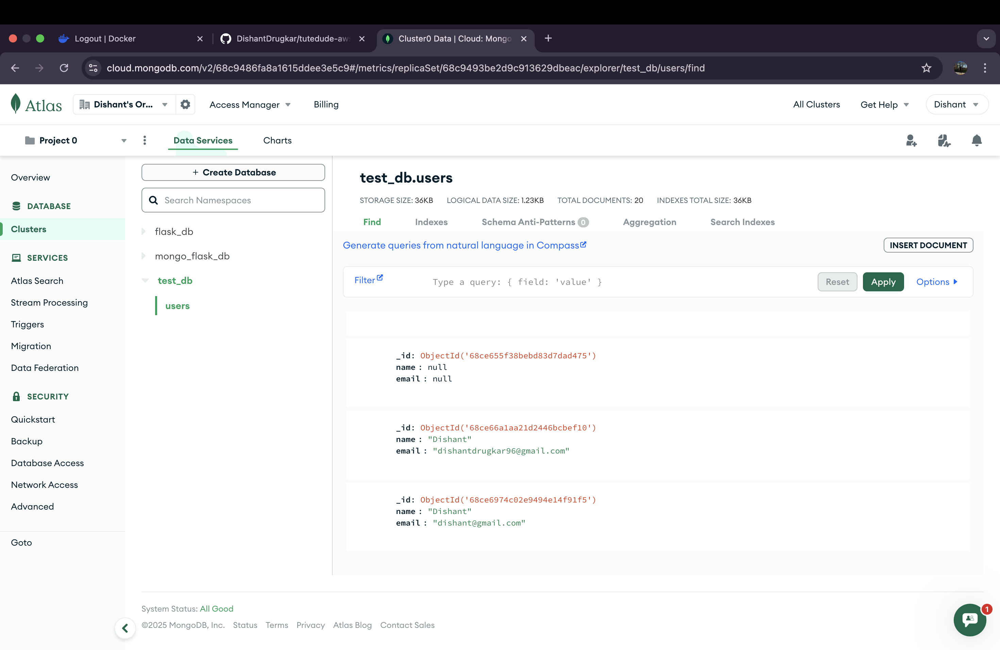 Logout | Docker
DishantDrugkar/tutedude-aws
Cluster0 Data | Cloud: Mongo
cloud.mongodb.com/v2/68c9486fa8a1615ddee3e5c9#/metrics/replicaSet/68c9493be2d9c913629dbeac/explorer/test_db/users/find
Atlas
Dishant's Or...
Access Manager
Billing
All Clusters
Get Help
Dishant
Project 0
Data Services
Charts
Overview
DATABASE
Clusters
SERVICES
Atlas Search
Stream Processing
Triggers
Migration
Data Federation
SECURITY
Quickstart
Backup
Database Access
Network Access
Advanced
Goto
+ Create Database
Search Namespaces
flask_db
mongo_flask_db
test_db
users
test_db.users
STORAGE SIZE: 36KB LOGICAL DATA SIZE: 1.23KB TOTAL DOCUMENTS: 20 INDEXES TOTAL SIZE: 36KB
Find Indexes Schema Anti-Patterns 0 Aggregation Search Indexes
Generate queries from natural language in Compass
INSERT DOCUMENT
Filter
Type a query: { field: 'value' }
Reset
Apply
Options
_id: ObjectId('68ce655f38bebd83d7dad475')
name : null
email : null
_id: ObjectId('68ce66a1aa21d2446bcbef10')
name : "Dishant"
email : "dishantdrugkar96@gmail.com"
_id: ObjectId('68ce6974c02e9494e14f91f5')
name : "Dishant"
email : "dishant@gmail.com"
System Status: All Good
©2025 MongoDB, Inc. Status Terms Privacy Atlas Blog Contact Sales
1